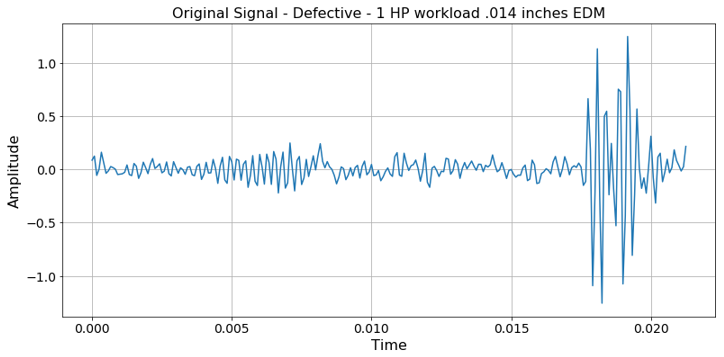 Original Signal - Defective - 1 HP workload .014 inches EDM
1.0
0.5
0.0
−0.5
−1.0
Amplitude
0.000 0.005 0.010 0.015 0.020
Time